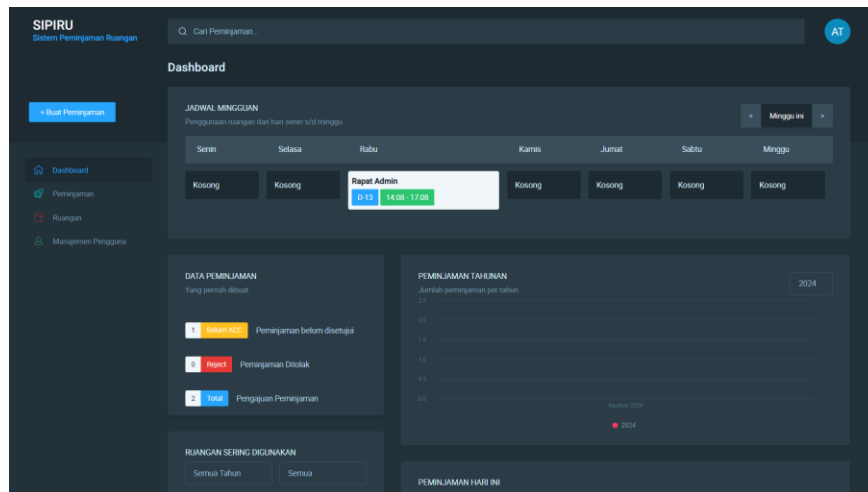 SIPIRU
Sistem Peminjaman Ruangan
Cari Peminjaman...
AT
Dashboard
+ Buat Peminjaman
Dashboard
Peminjaman
Ruangan
Manajemen Pengguna
JADWAL MINGGUAN
Penggunaan ruangan dari hari senin s/d minggu
« Minggu ini »
Senin Selasa Rabu Kamis Jumat Sabtu Minggu
Kosong Kosong Rapat Admin Kosong Kosong Kosong Kosong
D-13 14:08 - 17:08
DATA PEMINJAMAN
Yang pernah dibuat
1 Belum ACC Peminjaman belum disetujui
0 Reject Peminjaman Ditolak
2 Total Pengajuan Peminjaman
PEMINJAMAN TAHUNAN
Jumlah peminjaman per tahun
2024
2.5
2.0
1.5
1.0
0.5
0.0
Agustus 2024
2024
RUANGAN SERING DIGUNAKAN
Semua Tahun Semua
PEMINJAMAN HARI INI